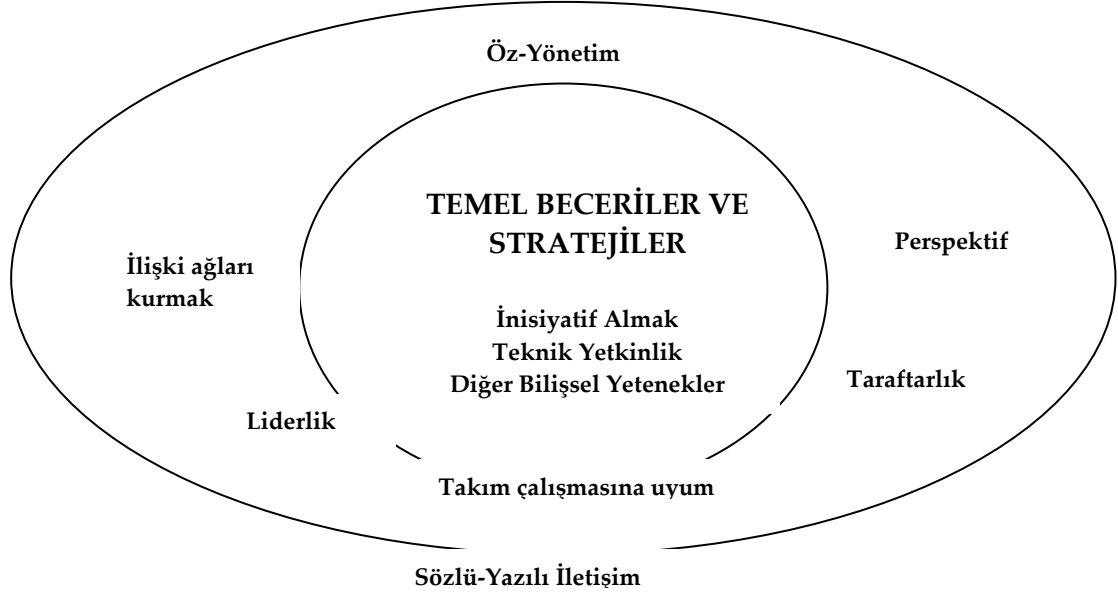 Öz-Yönetim
TEMEL BECERİLER VE
STRATEJİLER
Perspektif
İlişki ağları
kurmak
İnisiyatif Almak
Teknik Yetkinlik
Diğer Bilişsel Yetenekler
Taraftarlık
Liderlik
Takım çalışmasına uyum
Sözlü-Yazılı İletişim